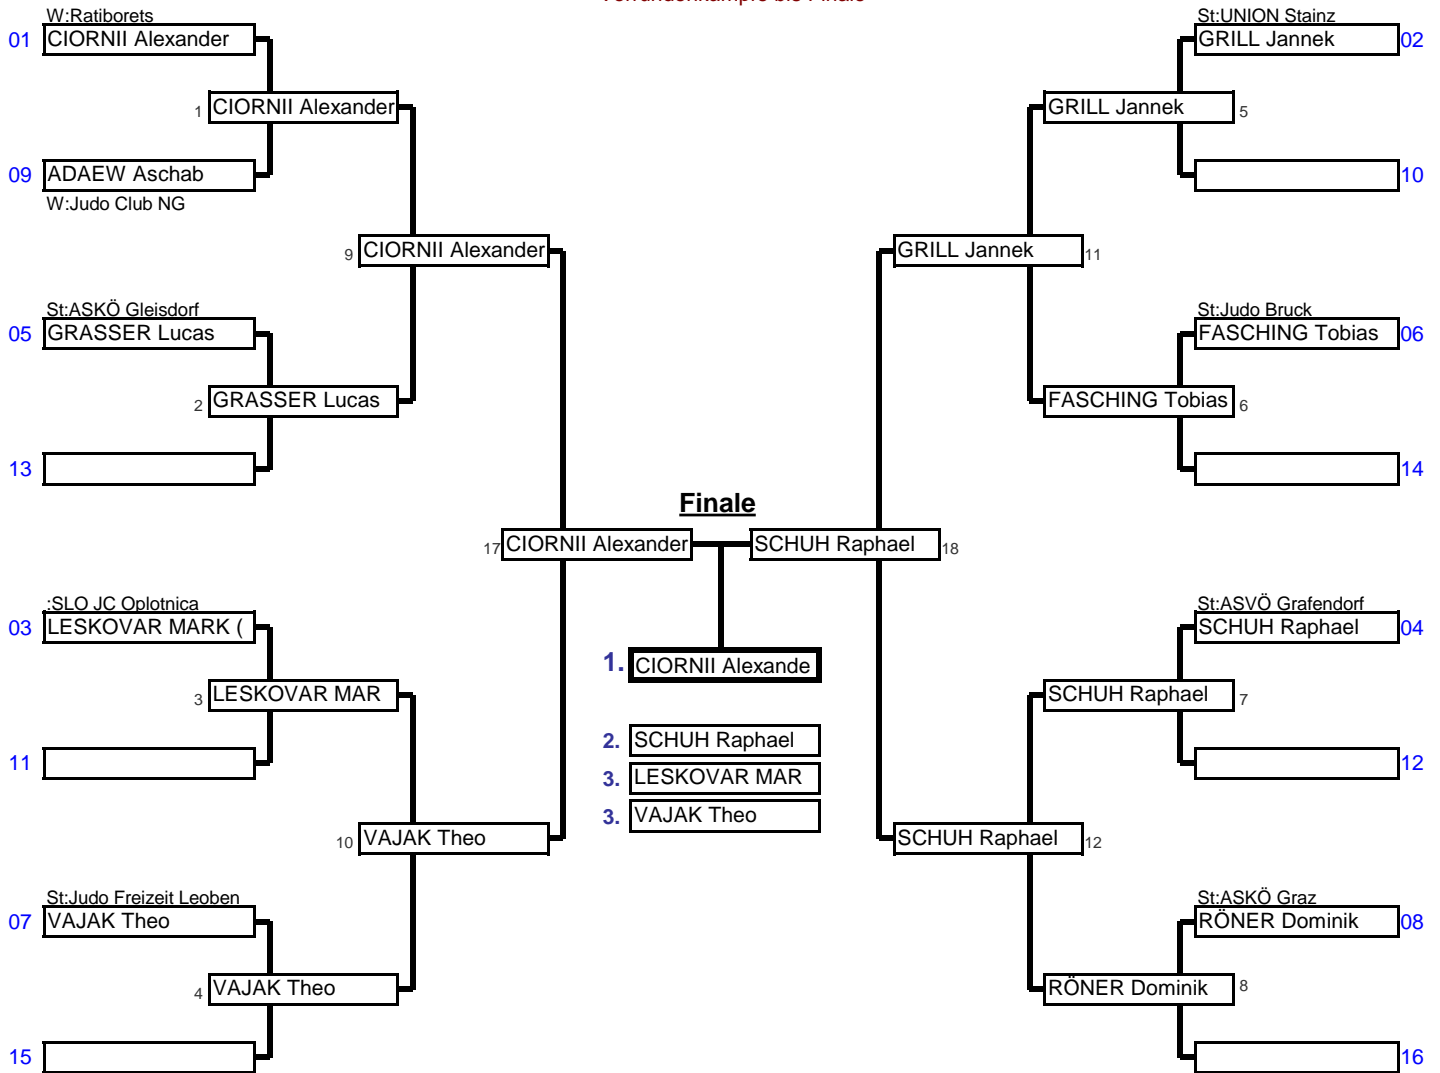 Vorrundenkämpfe bis Finale
W:Ratiborets
01 CIORNII Alexander
1 CIORNII Alexander
09 ADAEW Aschab
W:Judo Club NG
9 CIORNII Alexander
St:ASKÖ Gleisdorf
05 GRASSER Lucas
2 GRASSER Lucas
13
17 CIORNII Alexander
:SLO JC Oplotnica
03 LESKOVAR MARK (
3 LESKOVAR MAR
11
10 VAJAK Theo
St:Judo Freizeit Leoben
07 VAJAK Theo
4 VAJAK Theo
15
Finale
1. CIORNII Alexande
2. SCHUH Raphael
3. LESKOVAR MAR
3. VAJAK Theo
St:UNION Stainz
GRILL Jannek 02
GRILL Jannek 5
10
GRILL Jannek 11
St:Judo Bruck
FASCHING Tobias 06
FASCHING Tobias 6
14
SCHUH Raphael 18
St:ASVÖ Grafendorf
SCHUH Raphael 04
SCHUH Raphael 7
12
SCHUH Raphael 12
St:ASKÖ Graz
RÖNER Dominik 08
RÖNER Dominik 8
16